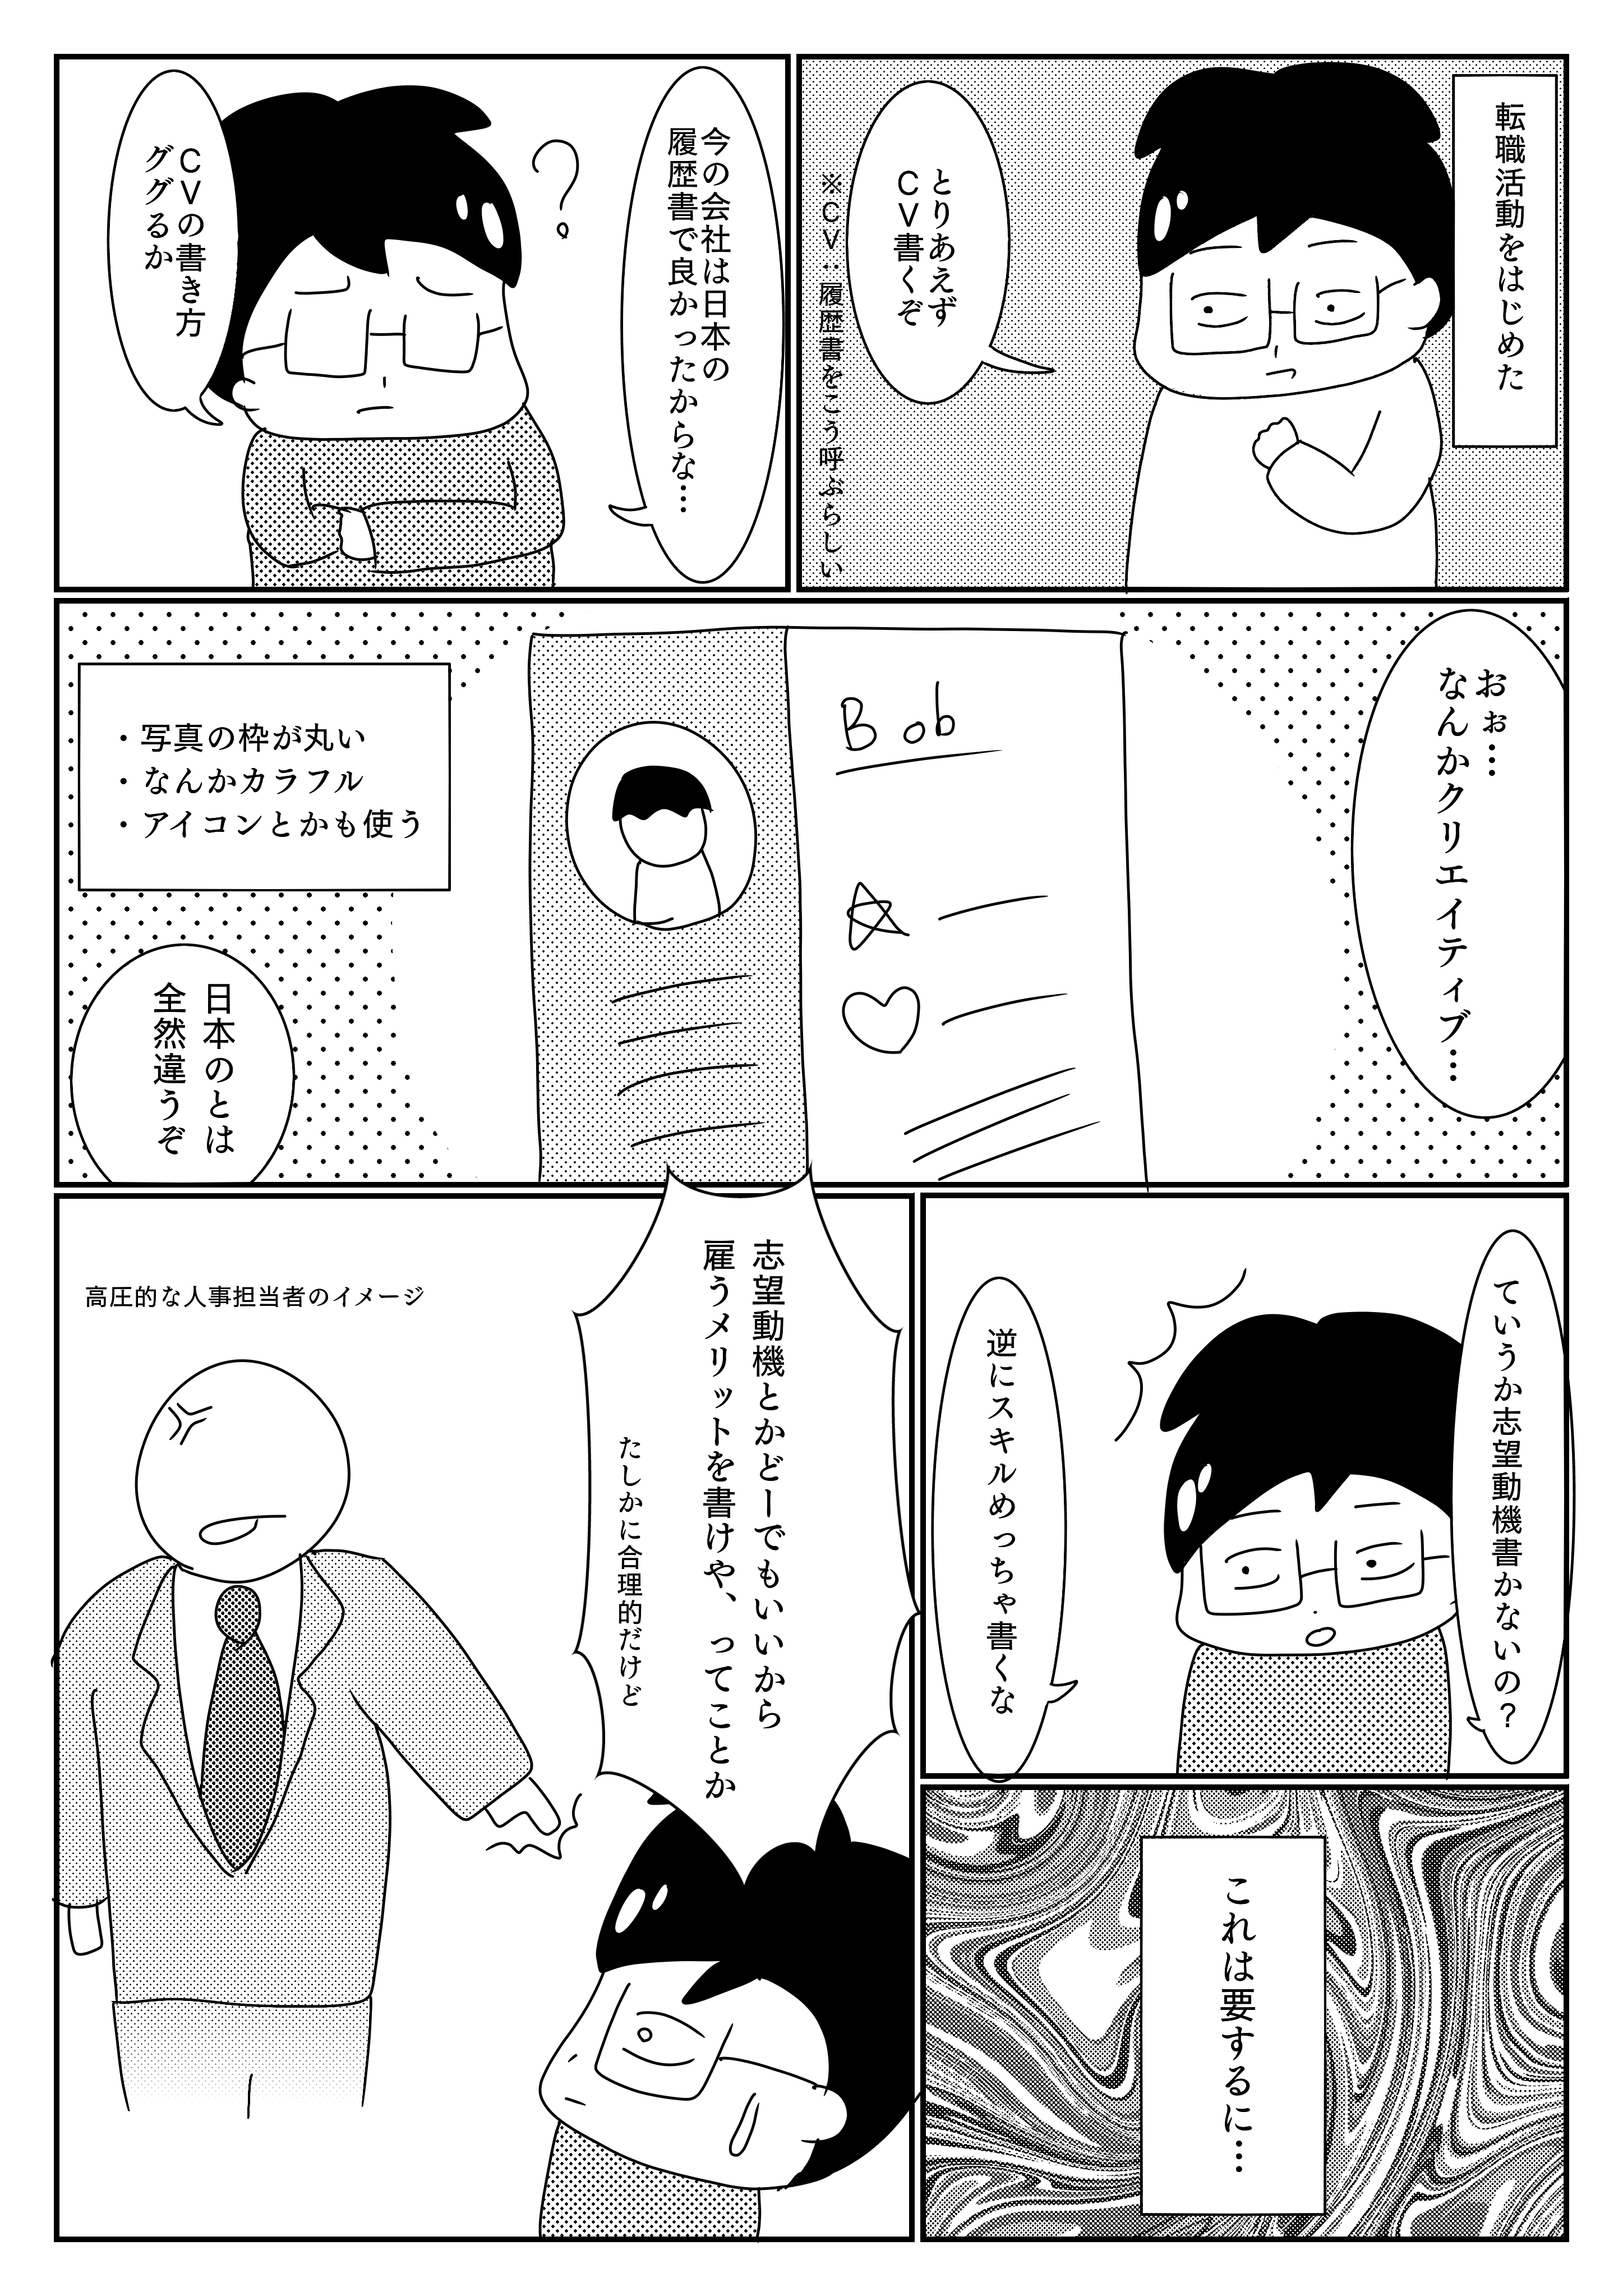 転職活動をはじめた
とりあえず
ＣＶ書くぞ
※ＣＶ：履歴書をこう呼ぶらしい
今の会社は日本の
履歴書で良かったからな…
ＣＶの書き方
ググるか
おぉ…
なんかクリエイティブ…
Bob
・写真の枠が丸い
・なんかカラフル
・アイコンとかも使う
日本のとは
全然違うぞ
ていうか志望動機書かないの？
逆にスキルめっちゃ書くな
これは要するに…
志望動機とかどーでもいいから
雇うメリットを書けや、ってことか
たしかに合理的だけど
高圧的な人事担当者のイメージ